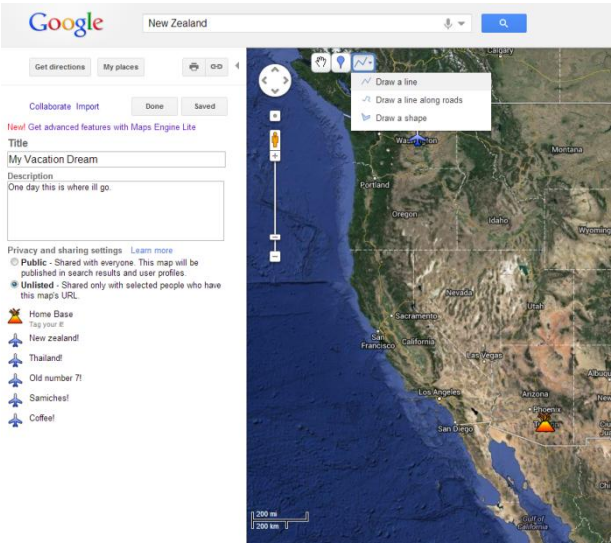 Google
New Zealand
Get directions My places
Collaborate Import Done Saved
New! Get advanced features with Maps Engine Lite
Title
My Vacation Dream
Description
One day this is where ill go.
Privacy and sharing settings Learn more
Public - Shared with everyone. This map will be
published in search results and user profiles.
Unlisted - Shared only with selected people who have
this map's URL.
Home Base
Tag your it!
New zealand!
Thailand!
Old number 7!
Samiches!
Coffee!
Calgary
Draw a line
Draw a line along roads
Draw a shape
Montana
Portland
Oregon
Idaho
Wyoming
Nevada
Utah
Sacramento
San
Francisco
California
Las Vegas
Los Angeles
Arizona
Phoenix
San Diego
Gulf of
California
200 mi
200 km